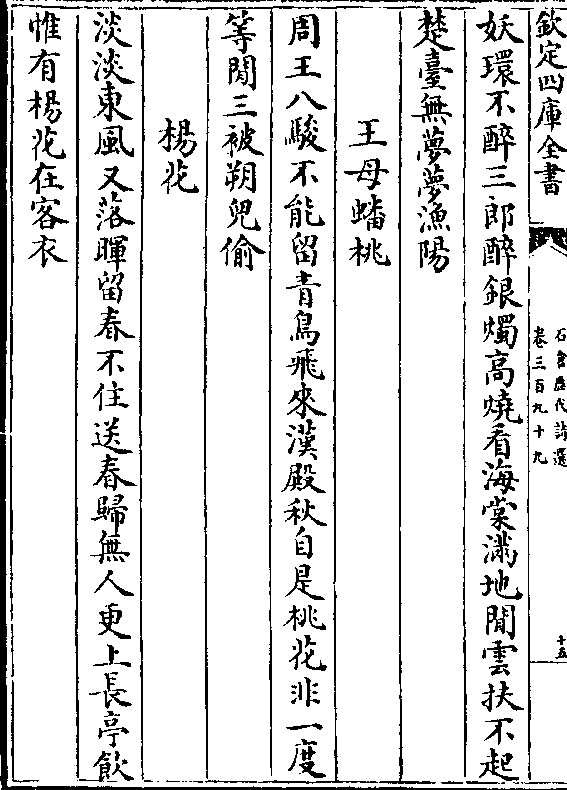 欽定四庫全書
石倉歷代詩選
卷三百九十九
十五
妖環不醉三郎醉銀燭高燒看海棠滿地閒雲扶不起
楚臺無夢夢漁陽
王母蟠桃
周王八駿不能留青鳥飛來漢殿秋自是桃花非一度
等閒三被朔兒偷
楊花
淡淡東風又落暉留春不住送春歸無人更上長亭飲
惟有楊花在客衣